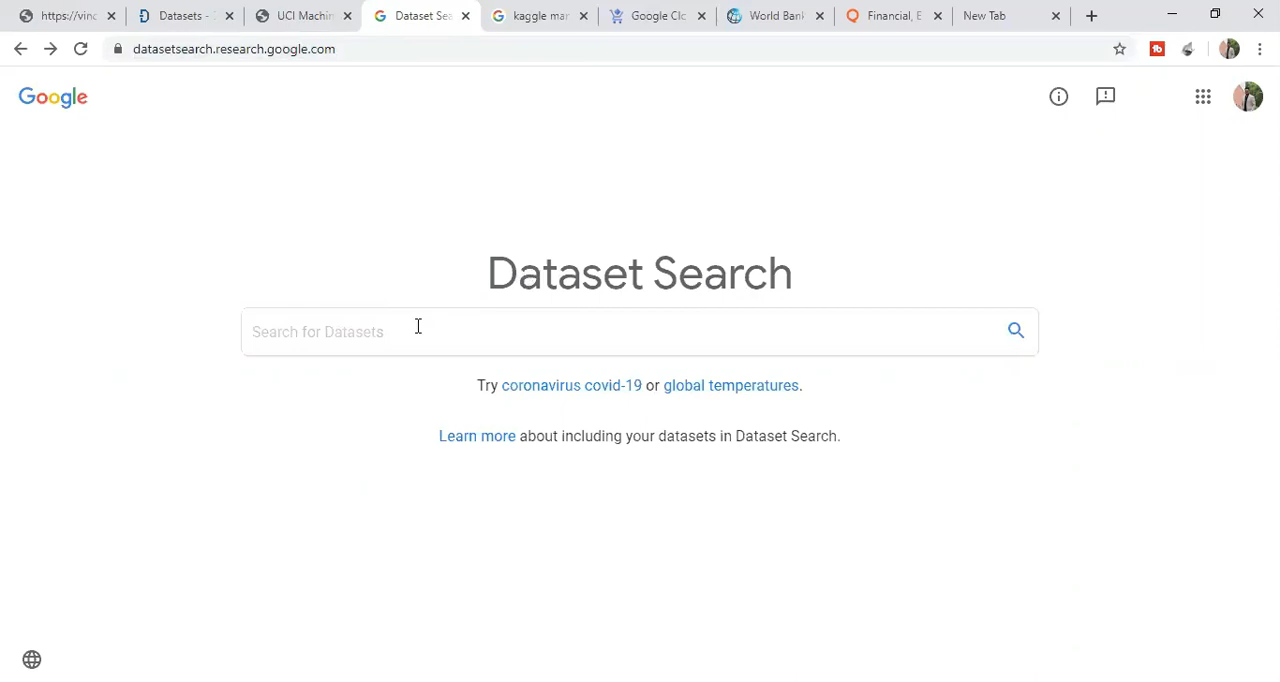 https://vinc
Datasets -
UCI Machin
Dataset Sea
kaggle mar
Google Clo
World Bank
Financial, E
New Tab
datasetsearch.research.google.com
Google
Dataset Search
Search for Datasets
Try coronavirus covid-19 or global temperatures.
Learn more about including your datasets in Dataset Search.